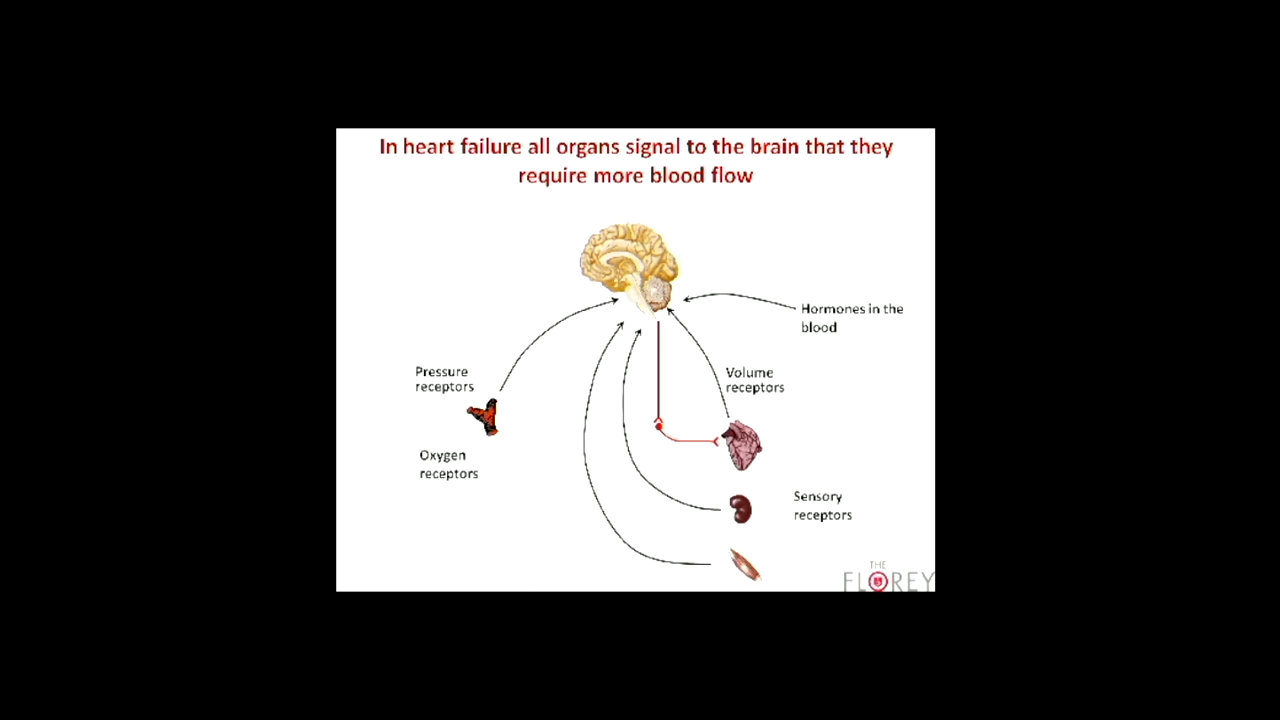 In heart failure all organs signal to the brain that they
require more blood flow
Hormones in the
blood
Pressure
receptors
Volume
receptors
Oxygen
receptors
Sensory
receptors
THE
FLOREY